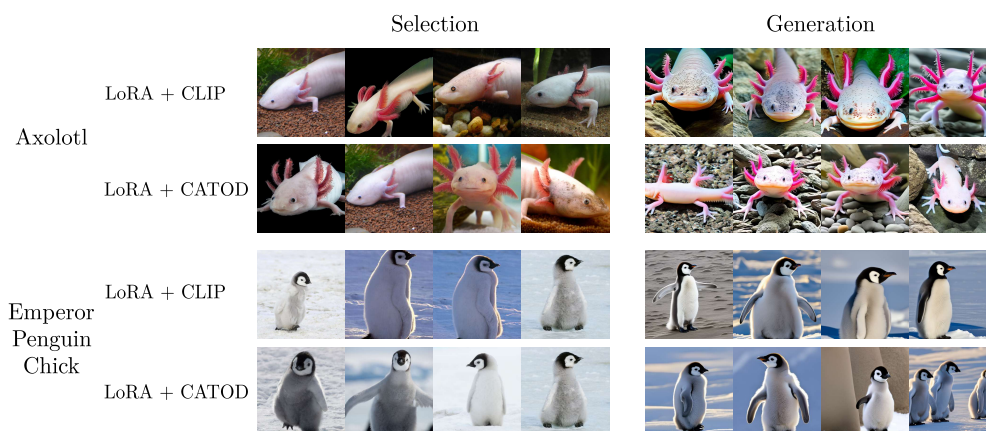 Selection
Generation
Axolotl
LoRA + CLIP
LoRA + CATOD
Emperor
Penguin
Chick
LoRA + CLIP
LoRA + CATOD